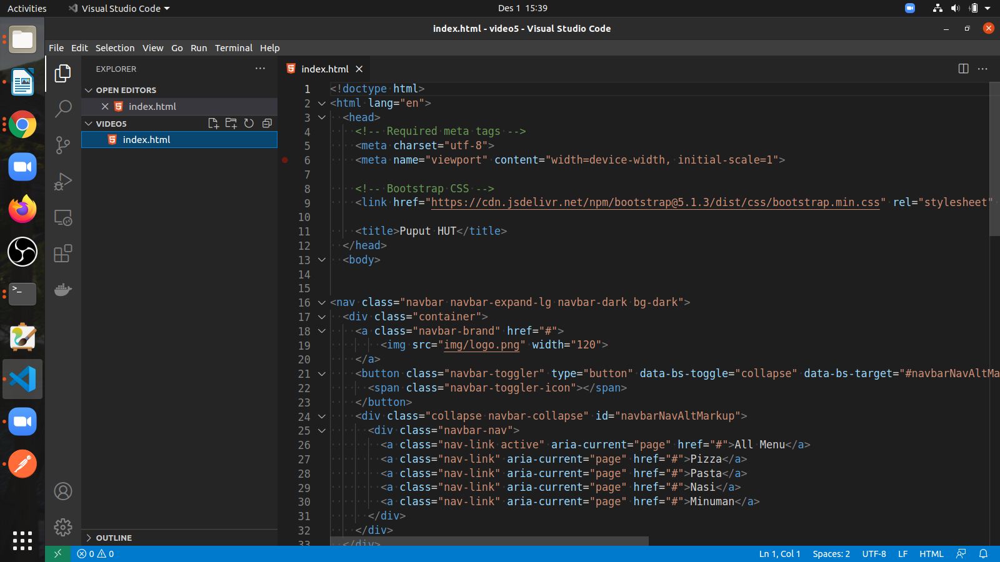 Activities
Visual Studio Code
Des 1 15:39
index.html - video5 - Visual Studio Code
File Edit Selection View Go Run Terminal Help
EXPLORER
OPEN EDITORS
index.html
VIDEO5
index.html
OUTLINE
index.html
1 <!doctype html>
2 <html lang="en">
3 <head>
4 <!-- Required meta tags -->
5 <meta charset="utf-8">
6 <meta name="viewport" content="width=device-width, initial-scale=1">
7
8 <!-- Bootstrap CSS -->
9 <link href="https://cdn.jsdelivr.net/npm/bootstrap@5.1.3/dist/css/bootstrap.min.css" rel="stylesheet"
10
11 <title>Puput HUT</title>
12 </head>
13 <body>
14
15
16 <nav class="navbar navbar-expand-lg navbar-dark bg-dark">
17 <div class="container">
18 <a class="navbar-brand" href="#">
19 <img src="img/logo.png" width="120">
20 </a>
21 <button class="navbar-toggler" type="button" data-bs-toggle="collapse" data-bs-target="#navbarNavAltMa
22 <span class="navbar-toggler-icon"></span>
23 </button>
24 <div class="collapse navbar-collapse" id="navbarNavAltMarkup">
25 <div class="navbar-nav">
26 <a class="nav-link active" aria-current="page" href="#">All Menu</a>
27 <a class="nav-link" aria-current="page" href="#">Pizza</a>
28 <a class="nav-link" aria-current="page" href="#">Pasta</a>
29 <a class="nav-link" aria-current="page" href="#">Nasi</a>
30 <a class="nav-link" aria-current="page" href="#">Minuman</a>
31 </div>
32 </div>
33 </div>
0 0
Ln 1, Col 1 Spaces: 2 UTF-8 LF HTML